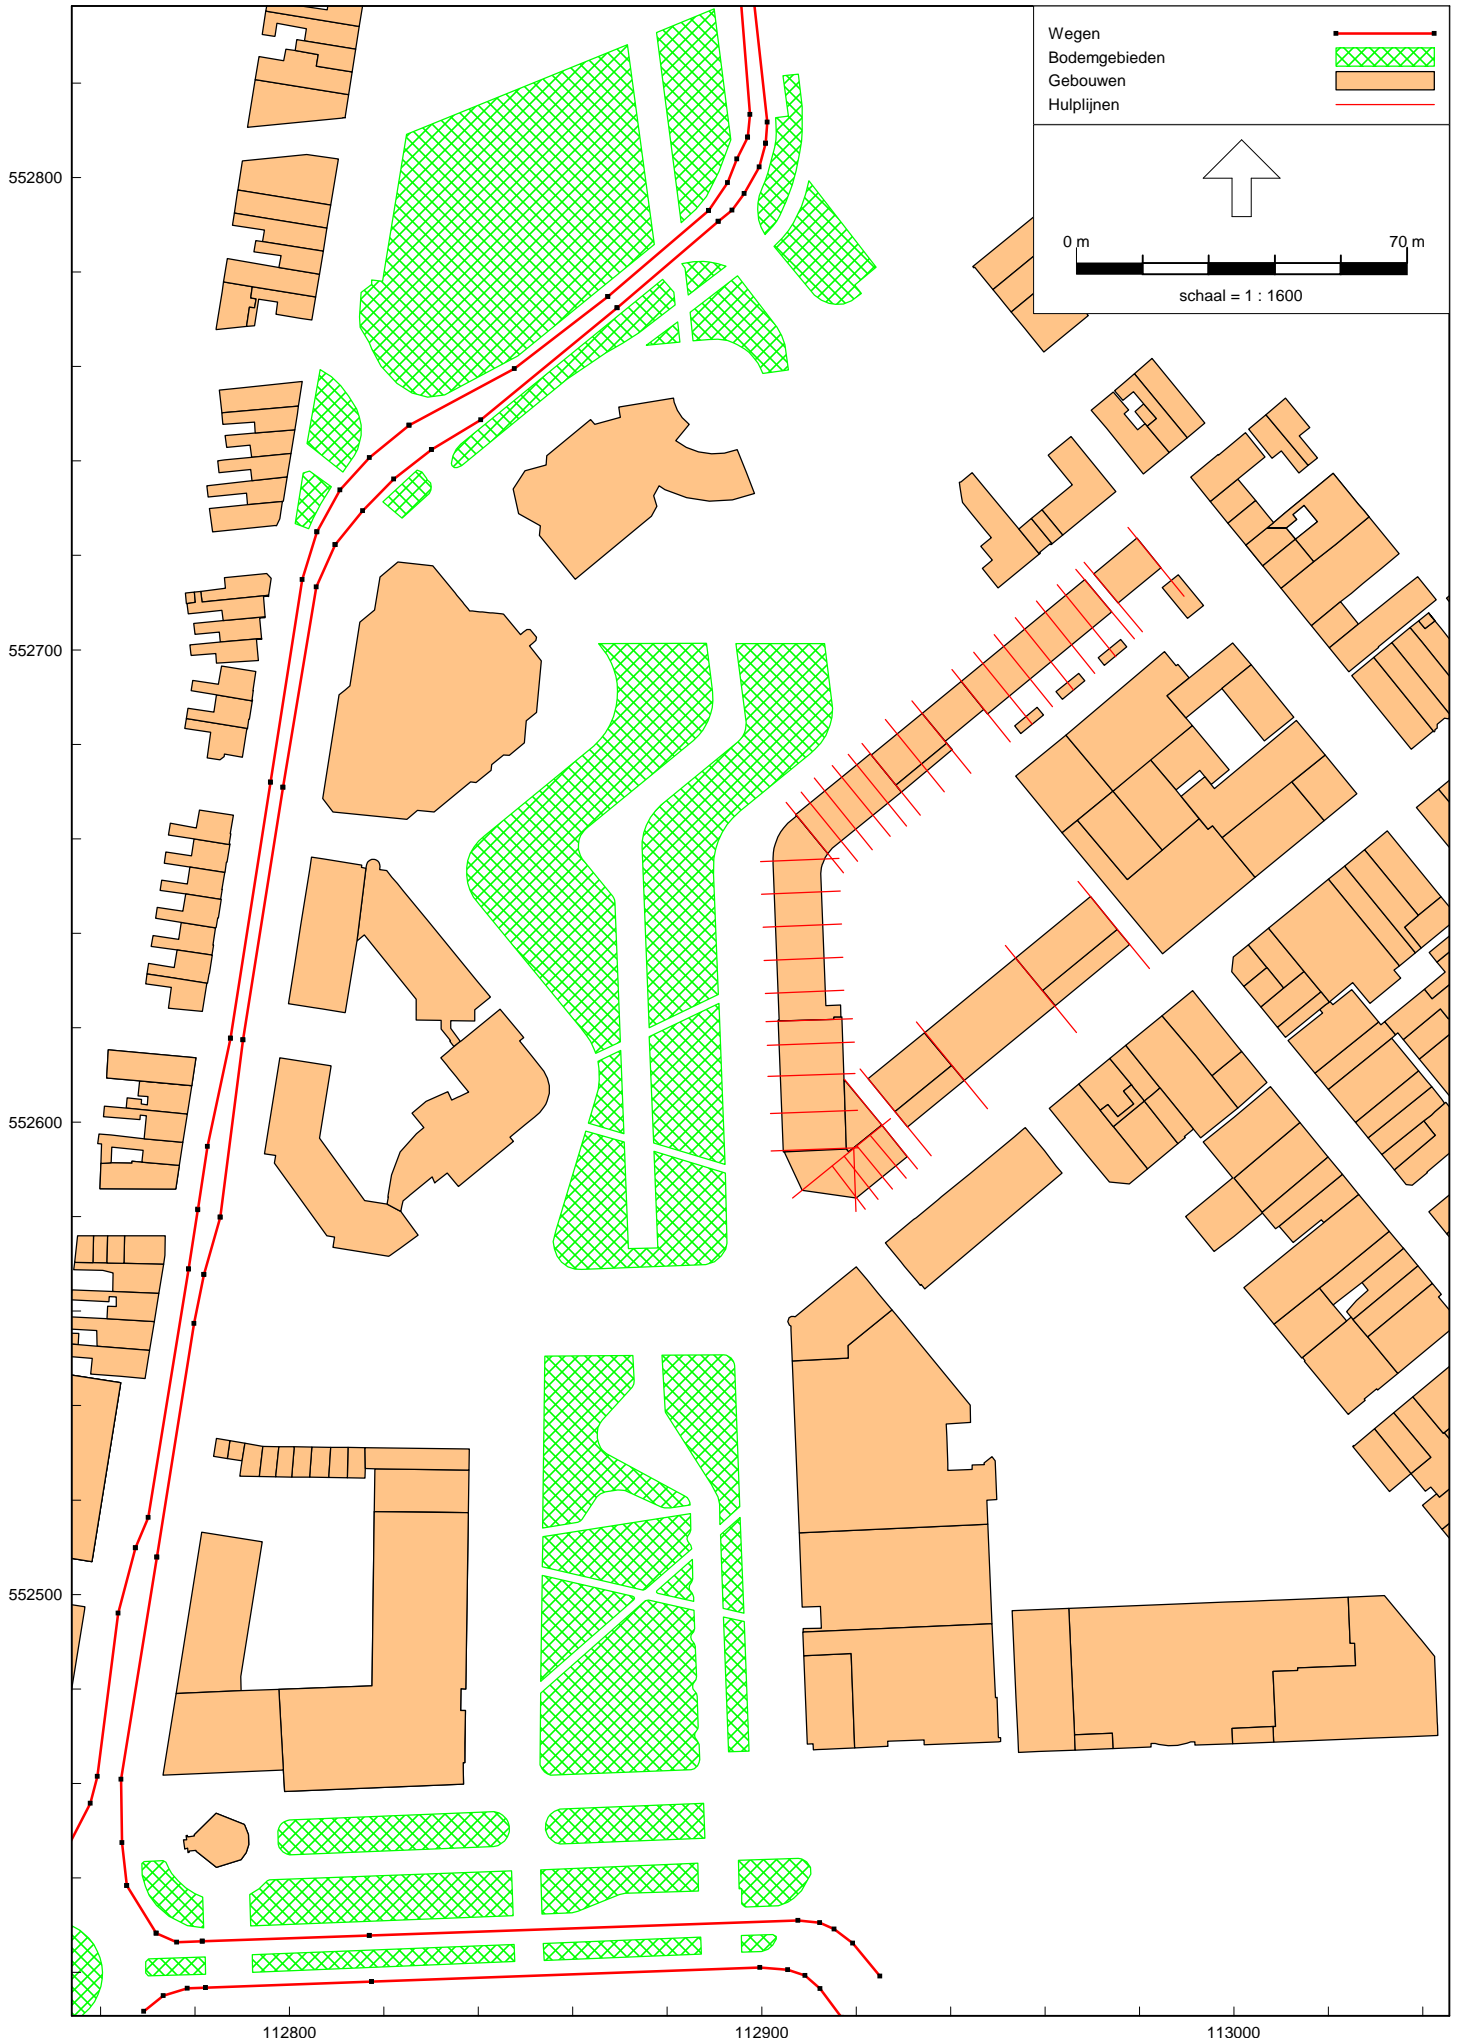 Wegen
Bodemgebieden
Gebouwen
Hulplijnen
0 m 70 m
schaal = 1 : 1600
552800
552700
552600
552500
112800 112900 113000